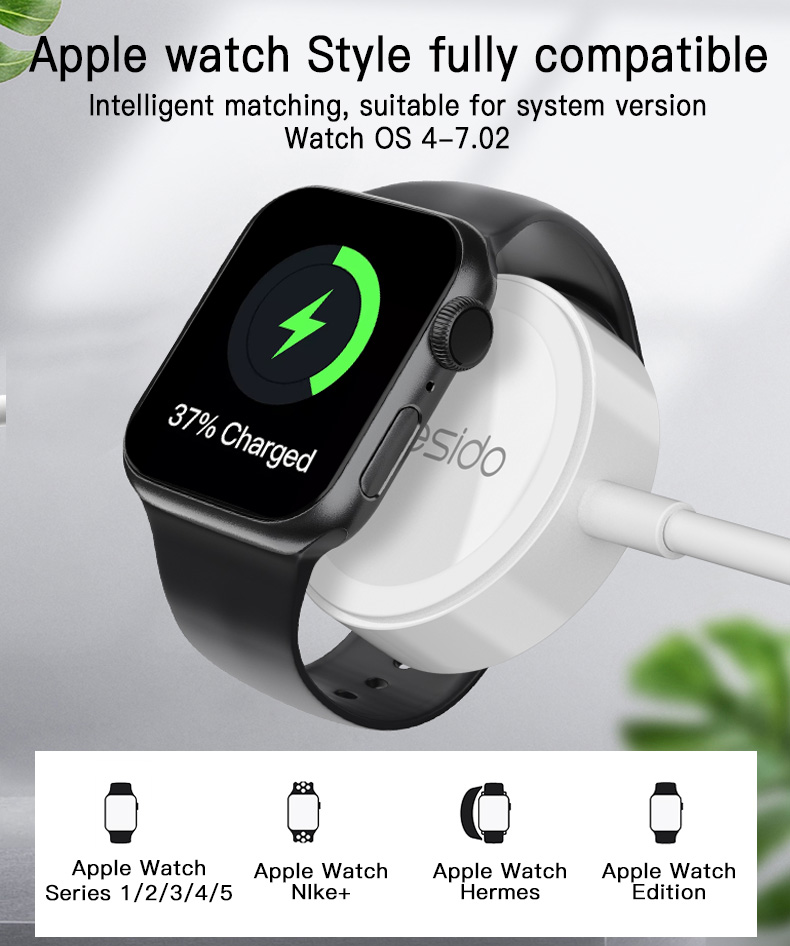 Apple watch Style fully compatible
Intelligent matching, suitable for system version
Watch OS 4-7.02
37% Charged
esido
Apple Watch
Series 1/2/3/4/5
Apple Watch
NIke+
Apple Watch
Hermes
Apple Watch
Edition